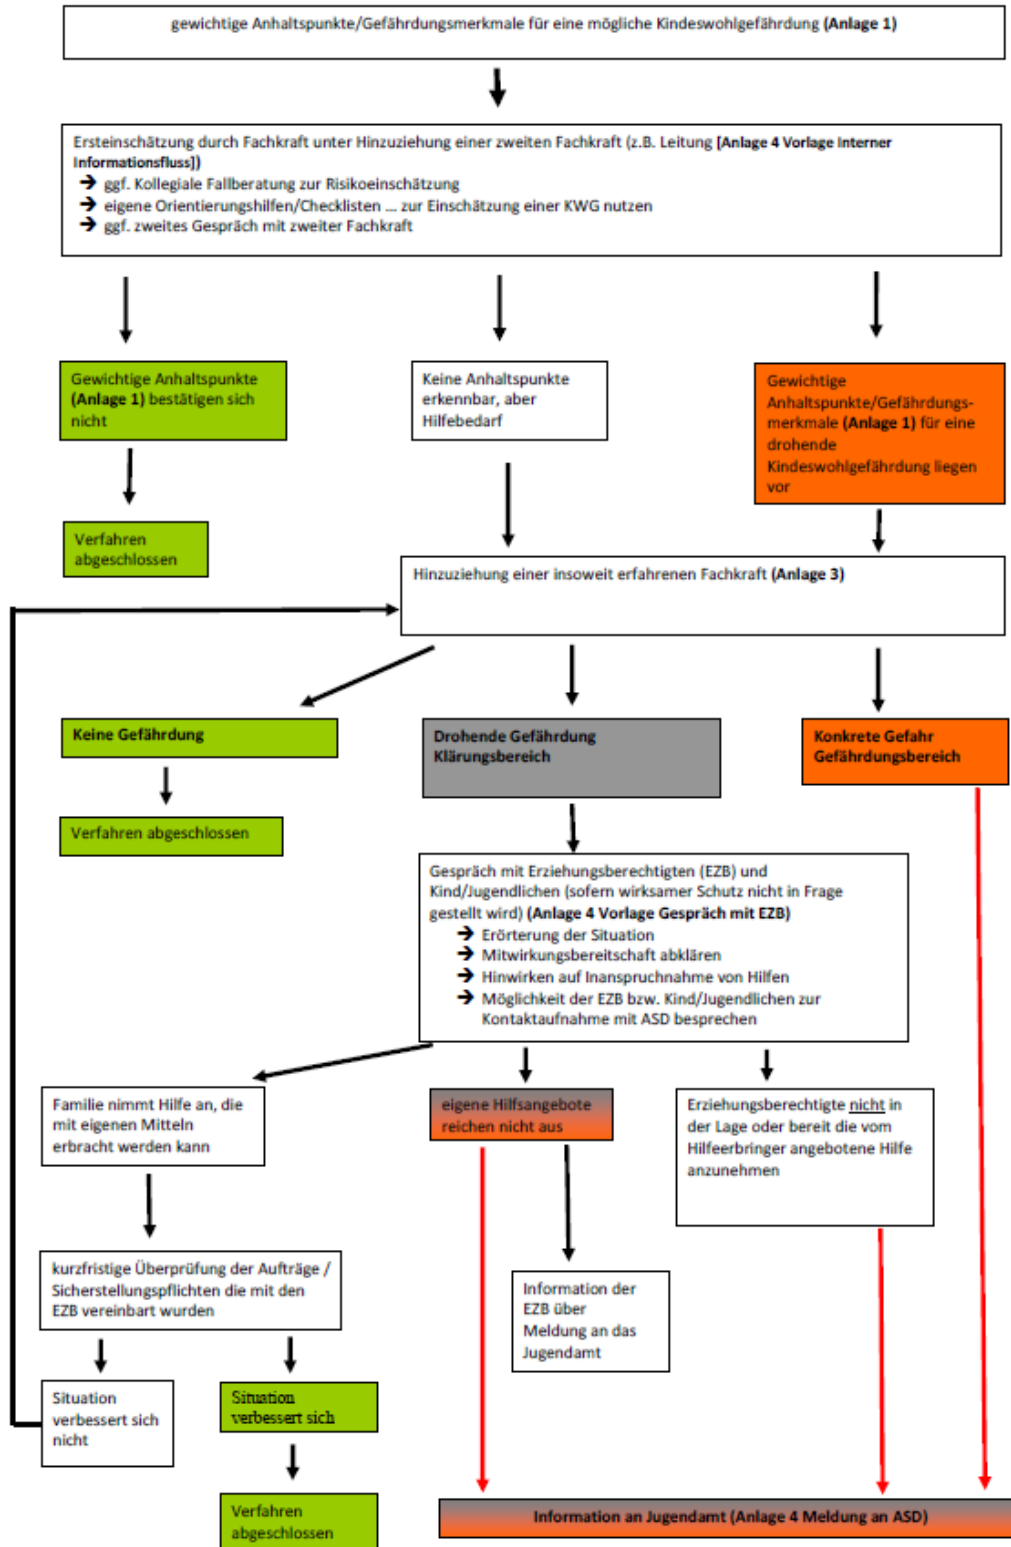 gewichtige Anhaltspunkte/Gefährdungsmerkmale für eine mögliche Kindeswohlgefährdung (Anlage 1)
Ersteinschätzung durch Fachkraft unter Hinzuziehung einer zweiten Fachkraft (z.B. Leitung [Anlage 4 Vorlage Interner
Informationsfluss])
➔ ggf. Kollegiale Fallberatung zur Risikoeinschätzung
➔ eigene Orientierungshilfen/Checklisten ... zur Einschätzung einer KWG nutzen
➔ ggf. zweites Gespräch mit zweiter Fachkraft
Gewichtige Anhaltspunkte
(Anlage 1) bestätigen sich
nicht
Keine Anhaltspunkte
erkennbar, aber
Hilfebedarf
Gewichtige
Anhaltspunkte/Gefährdungs-
merkmale (Anlage 1) für eine
drohende
Kindeswohlgefährdung liegen
vor
Verfahren
abgeschlossen
Hinzuziehung einer insoweit erfahrenen Fachkraft (Anlage 3)
Keine Gefährdung
Drohende Gefährdung
Klärungsbereich
Konkrete Gefahr
Gefährdungsbereich
Verfahren abgeschlossen
Gespräch mit Erziehungsberechtigten (EZB) und
Kind/Jugendlichen (sofern wirksamer Schutz nicht in Frage
gestellt wird) (Anlage 4 Vorlage Gespräch mit EZB)
➔ Erörterung der Situation
➔ Mitwirkungsbereitschaft abklären
➔ Hinwirken auf Inanspruchnahme von Hilfen
➔ Möglichkeit der EZB bzw. Kind/Jugendlichen zur
Kontaktaufnahme mit ASD besprechen
Familie nimmt Hilfe an, die
mit eigenen Mitteln
erbracht werden kann
eigene Hilfsangebote
reichen nicht aus
Erziehungsberechtigte nicht in
der Lage oder bereit die vom
Hilfeerbringer angebotene Hilfe
anzunehmen
kurzfristige Überprüfung der Aufträge /
Sicherstellungspflichten die mit den
EZB vereinbart wurden
Information der
EZB über
Meldung an das
Jugendamt
Situation
verbessert sich
nicht
Situation
verbessert sich
Verfahren
abgeschlossen
Information an Jugendamt (Anlage 4 Meldung an ASD)